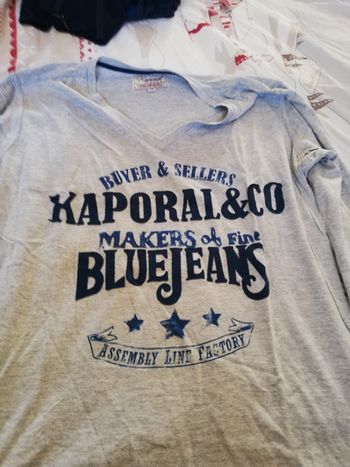 BUYER & SELLERS
KAPORAL&CO
MAKERS of Fine
BLUEJEANS
ASSEMBLY LINE FACTORY